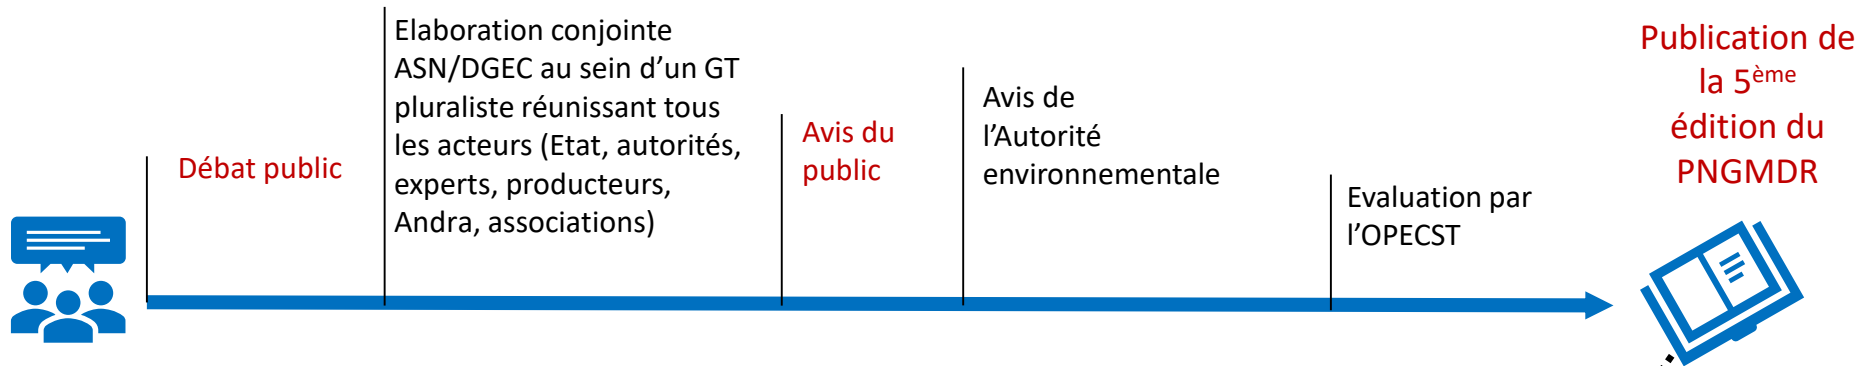 Débat public
Elaboration conjointe
ASN/DGEC au sein d’un GT
pluraliste réunissant tous
les acteurs (Etat, autorités,
experts, producteurs,
Andra, associations)
Avis du
public
Avis de
l’Autorité
environnementale
Evaluation par
l’OPECST
Publication de
la 5ème
édition du
PNGMDR